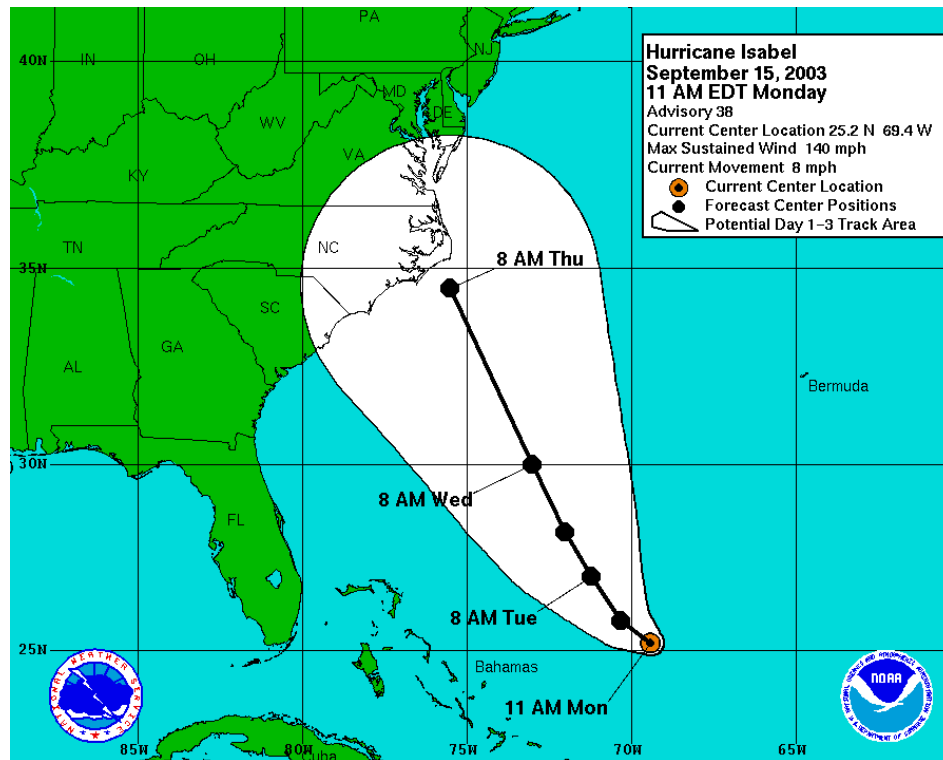 PA
40N
IN
OH
NJ
MD
DE
WV
VA
KY
Hurricane Isabel
September 15, 2003
11 AM EDT Monday
Advisory 38
Current Center Location 25.2 N 69.4 W
Max Sustained Wind 140 mph
Current Movement 8 mph
Current Center Location
Forecast Center Positions
Potential Day 1-3 Track Area
TN
NC
8 AM Thu
35N
SC
GA
AL
Bermuda
30N
8 AM Wed
FL
8 AM Tue
25N
Bahamas
11 AM Mon
NATIONAL WEATHER SERVICE
NOAA
85W
80W
75W
70W
65W
Cuba